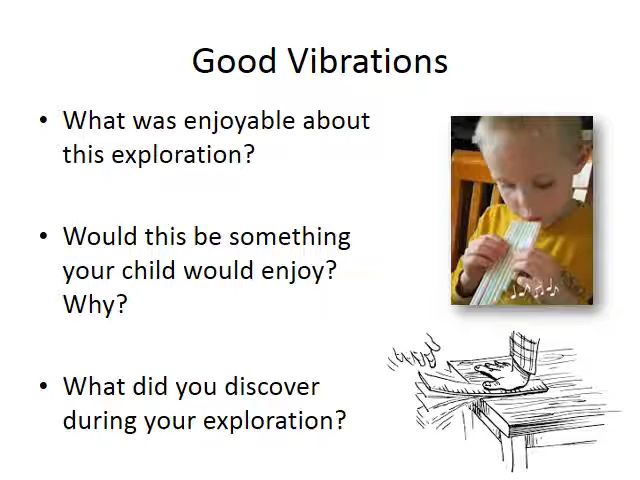 Good Vibrations
• What was enjoyable about
this exploration?
• Would this be something
your child would enjoy?
Why?
• What did you discover
during your exploration?